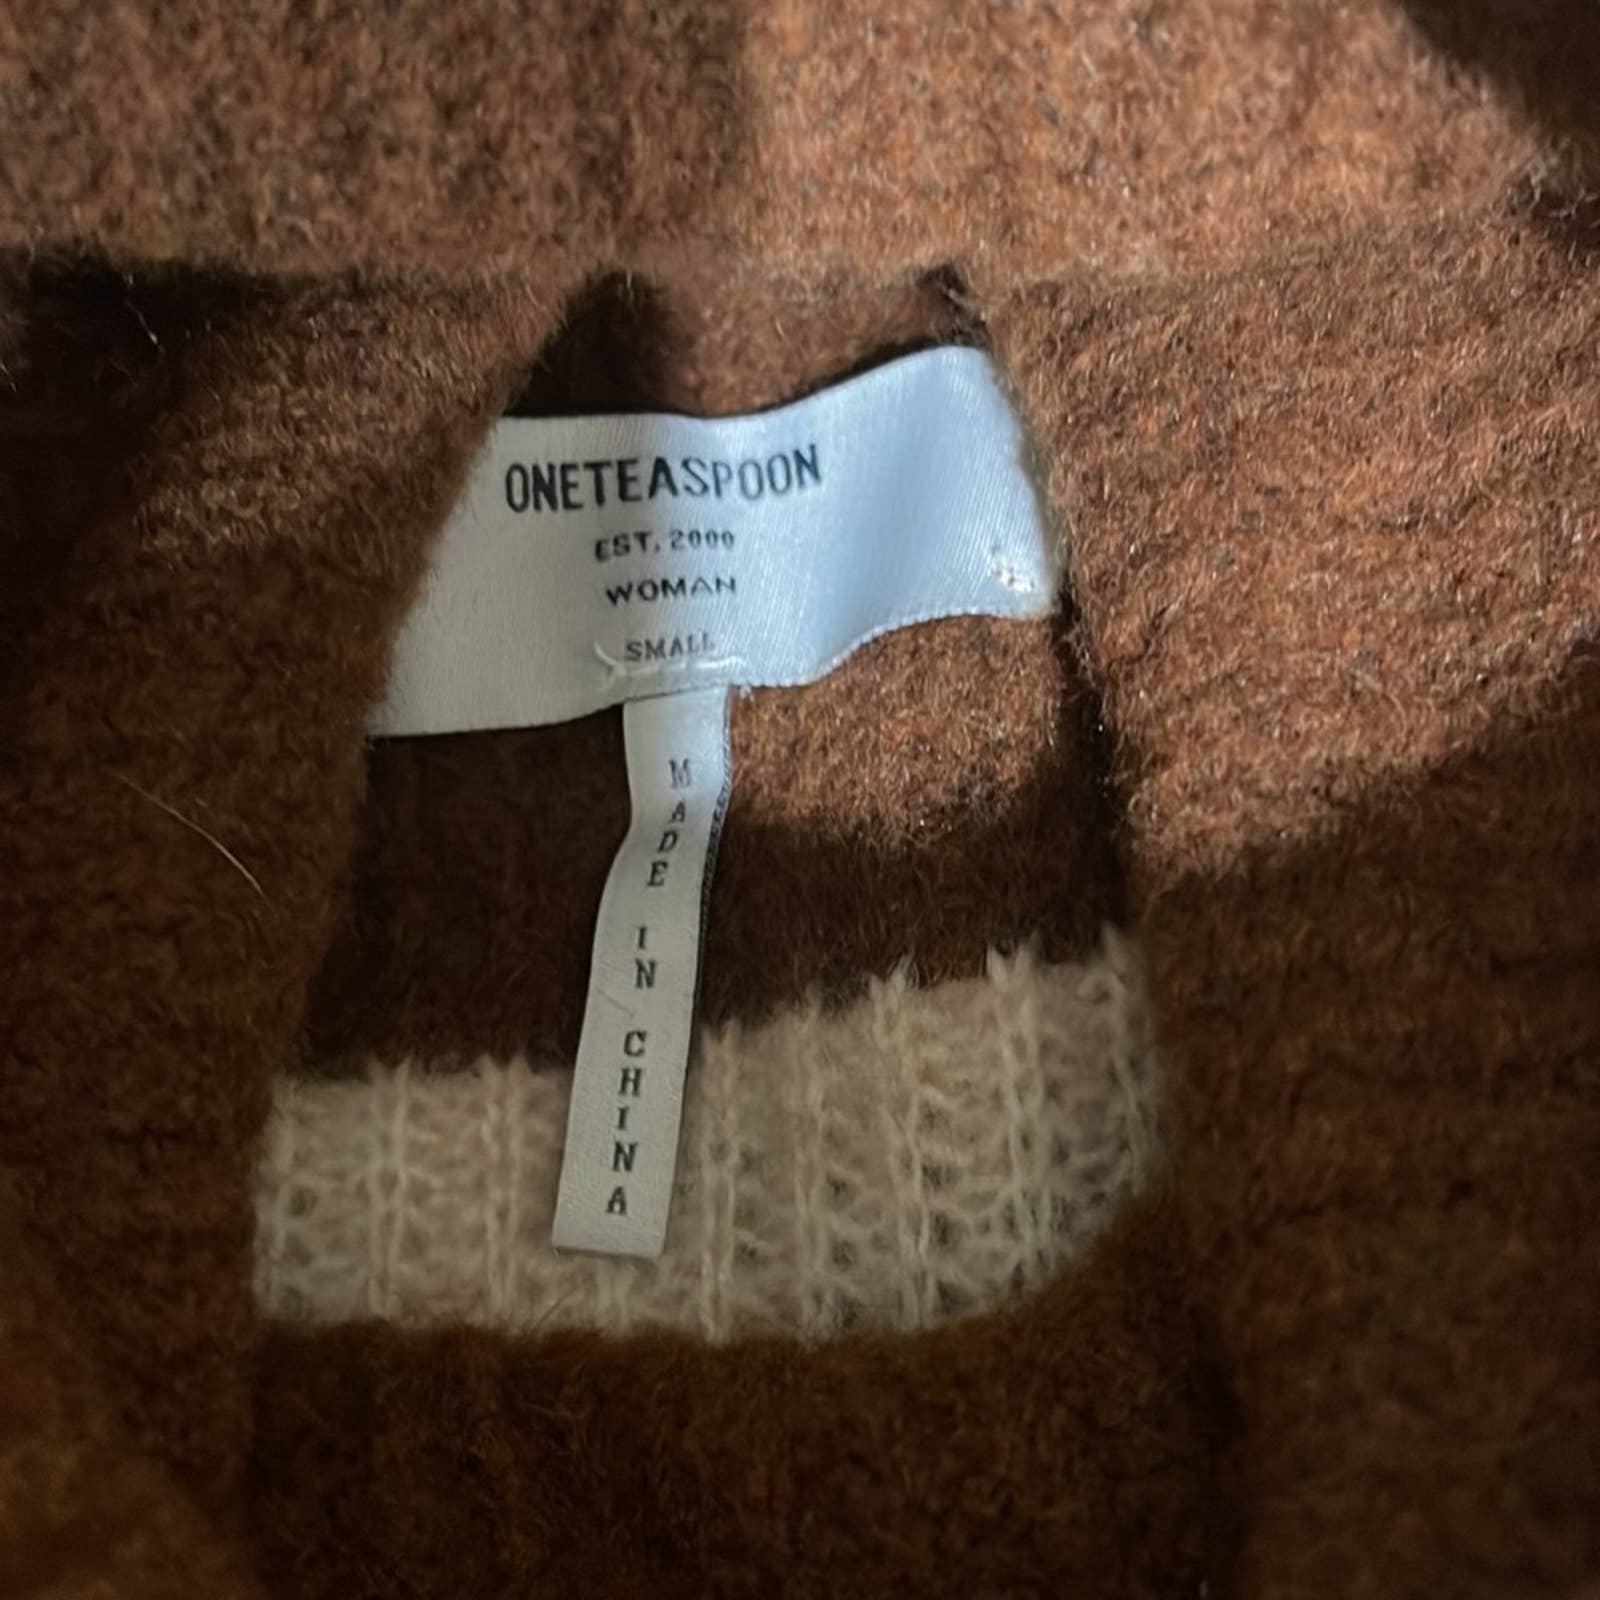 ONETEASPOON
EST. 2000
WOMAN
SMALL
MADE IN CHINA